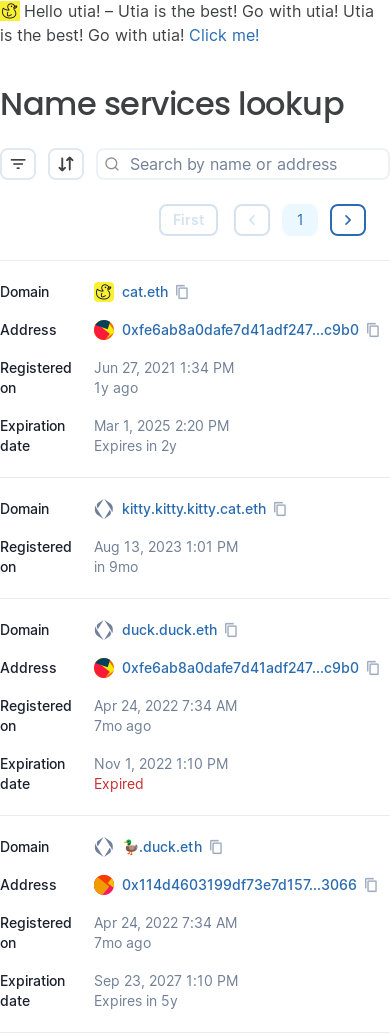 Hello utia! – Utia is the best! Go with utia! Utia
is the best! Go with utia! Click me!
Name services lookup
Search by name or address
First
1
Domain
cat.eth
Address
0xfe6ab8a0dafe7d41adf247...c9b0
Registered on
Jun 27, 2021 1:34 PM
1y ago
Expiration date
Mar 1, 2025 2:20 PM
Expires in 2y
Domain
kitty.kitty.kitty.cat.eth
Registered on
Aug 13, 2023 1:01 PM
in 9mo
Domain
duck.duck.eth
Address
0xfe6ab8a0dafe7d41adf247...c9b0
Registered on
Apr 24, 2022 7:34 AM
7mo ago
Expiration date
Nov 1, 2022 1:10 PM
Expired
Domain
🦆.duck.eth
Address
0x114d4603199df73e7d157...3066
Registered on
Apr 24, 2022 7:34 AM
7mo ago
Expiration date
Sep 23, 2027 1:10 PM
Expires in 5y